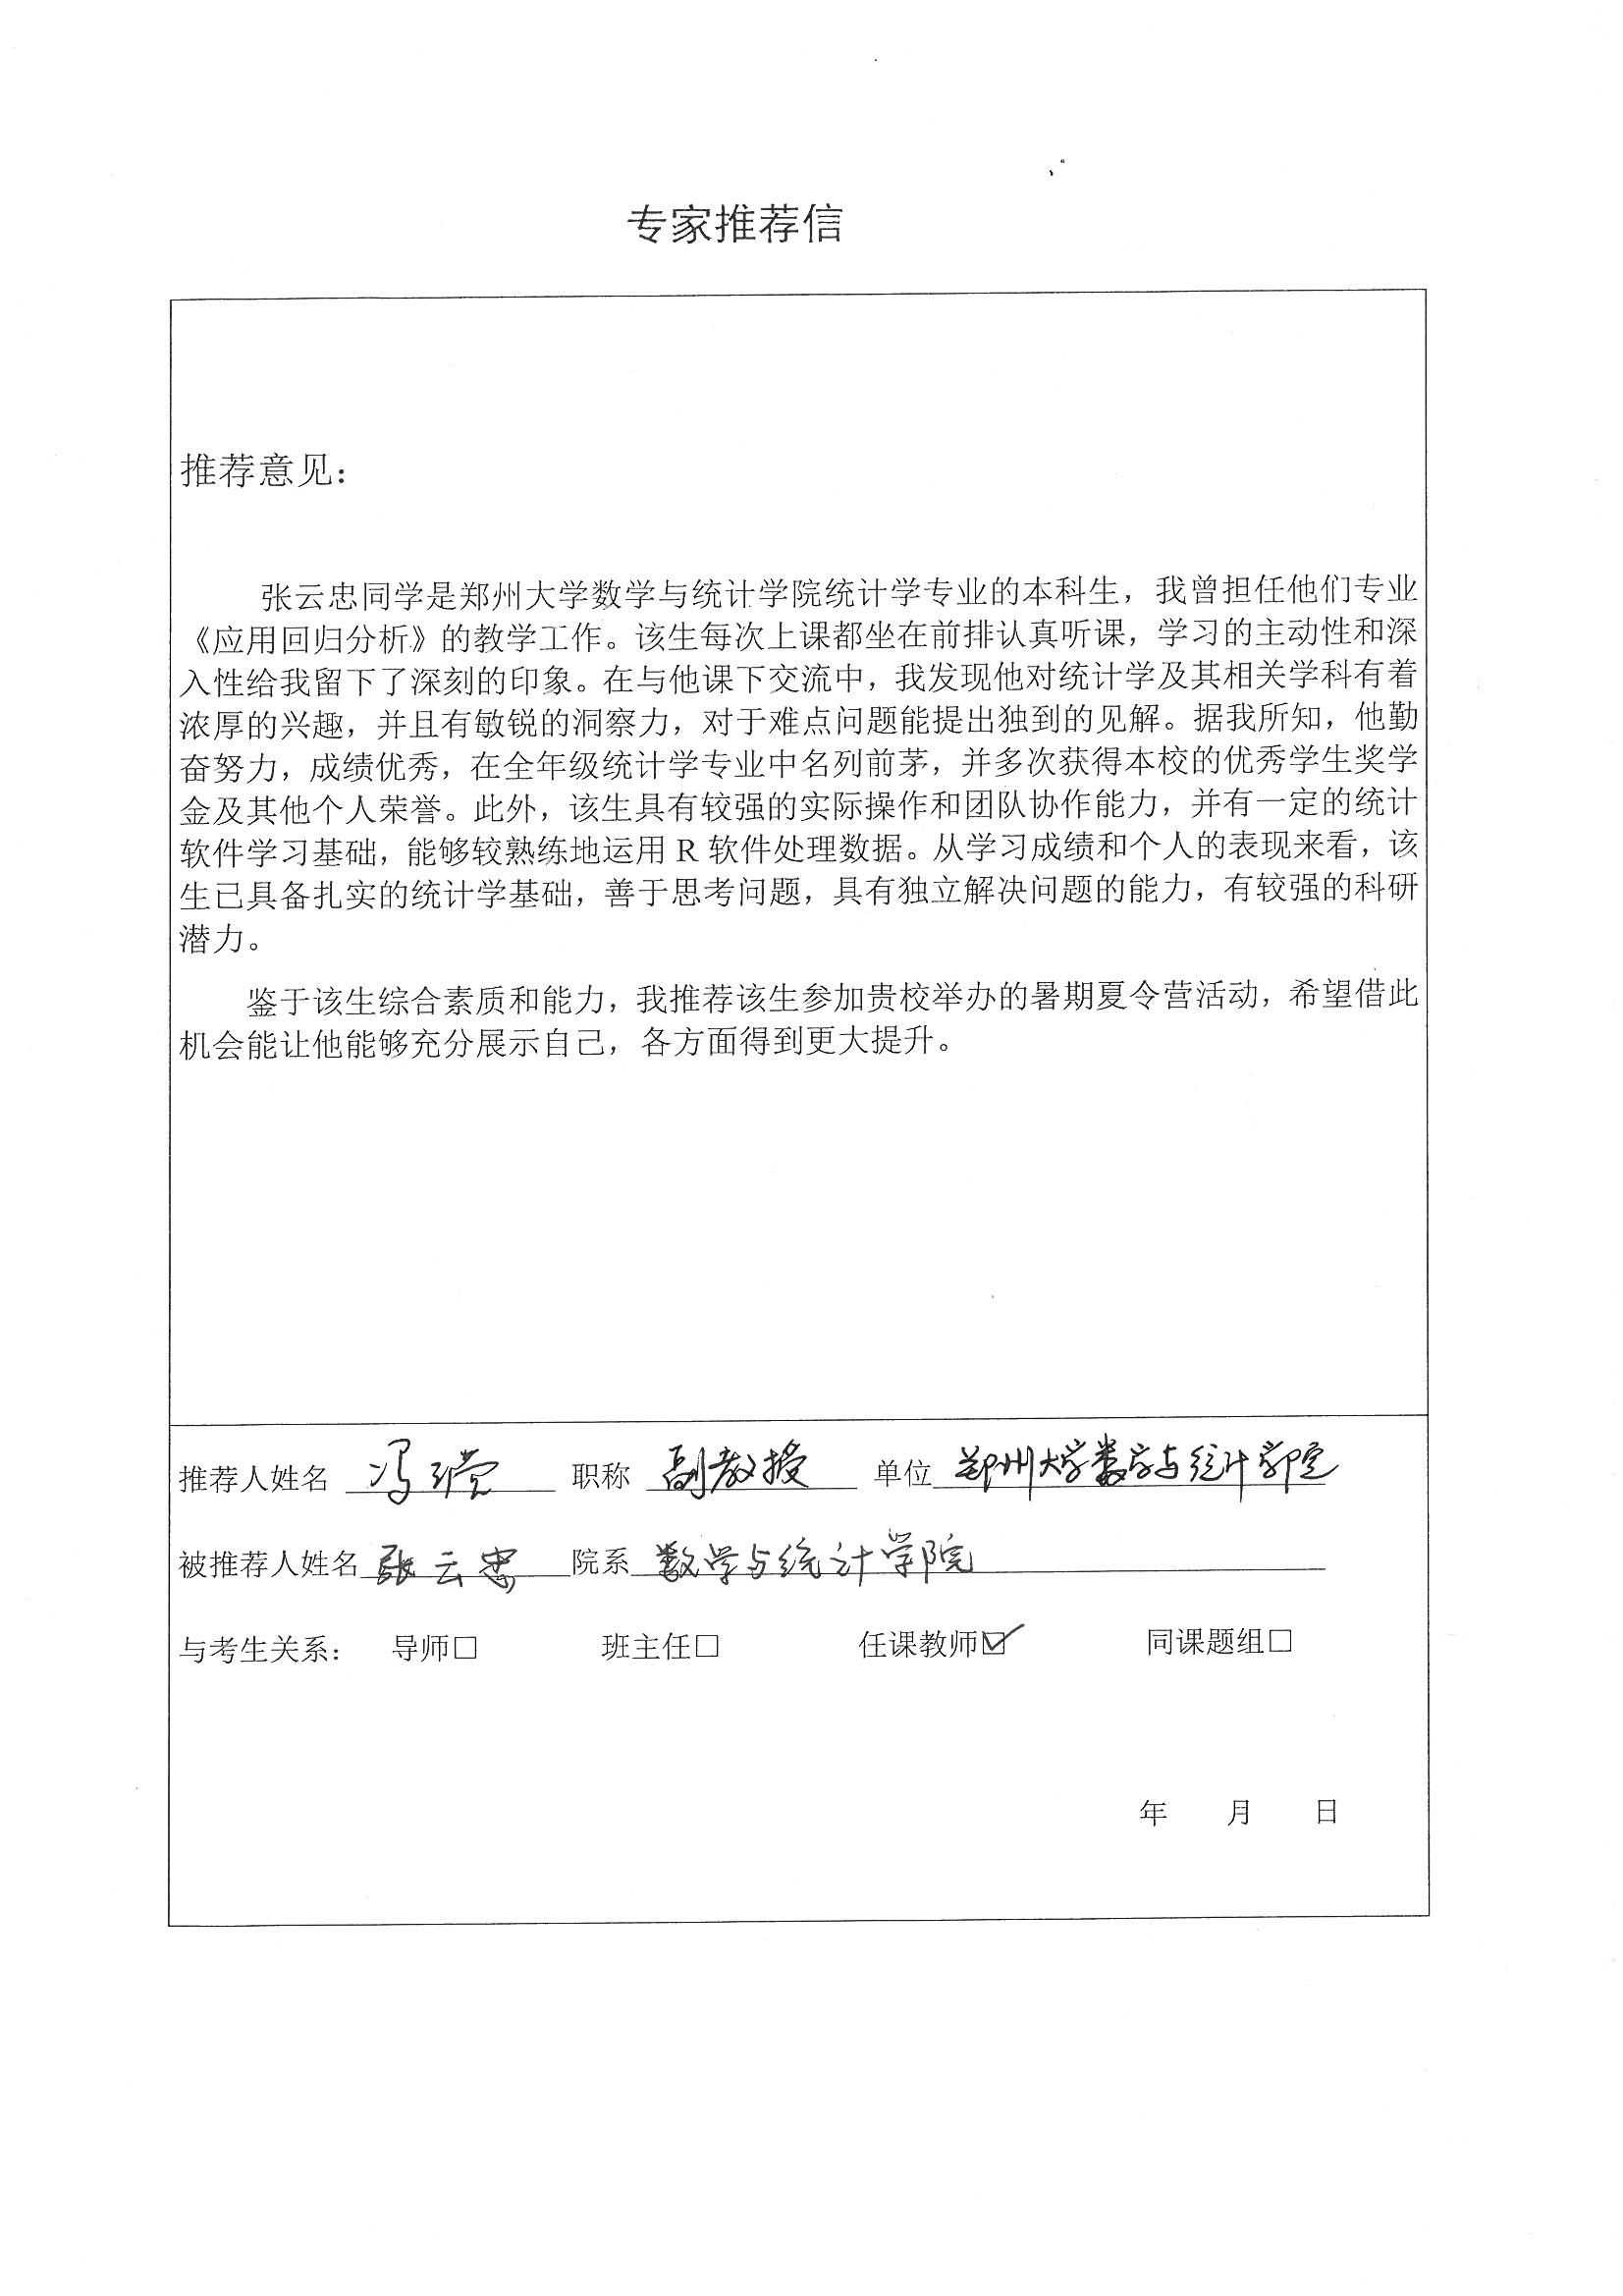 专家推荐信
推荐意见：
张云忠同学是郑州大学数学与统计学院统计学专业的本科生，我曾担任他们专业
《应用回归分析》的教学工作。该生每次上课都坐在前排认真听课，学习的主动性和深
入性给我留下了深刻的印象。在与他课下交流中，我发现他对统计学及其相关学科有着
浓厚的兴趣，并且有敏锐的洞察力，对于难点问题能提出独到的见解。据我所知，他勤
奋努力，成绩优秀，在全年级统计学专业中名列前茅，并多次获得本校的优秀学生奖学
金及其他个人荣誉。此外，该生具有较强的实际操作和团队协作能力，并有一定的统计
软件学习基础，能够较熟练地运用 R 软件处理数据。从学习成绩和个人的表现来看，该
生已具备扎实的统计学基础，善于思考问题，具有独立解决问题的能力，有较强的科研
潜力。
鉴于该生综合素质和能力，我推荐该生参加贵校举办的暑期夏令营活动，希望借此
机会能让他能够充分展示自己，各方面得到更大提升。
推荐人姓名 冯 职称 副教授 单位 郑州大学数学与统计学院
被推荐人姓名 张云忠 院系 数学与统计学院
与考生关系： 导师□ 班主任□ 任课教师☑ 同课题组□
年 月 日